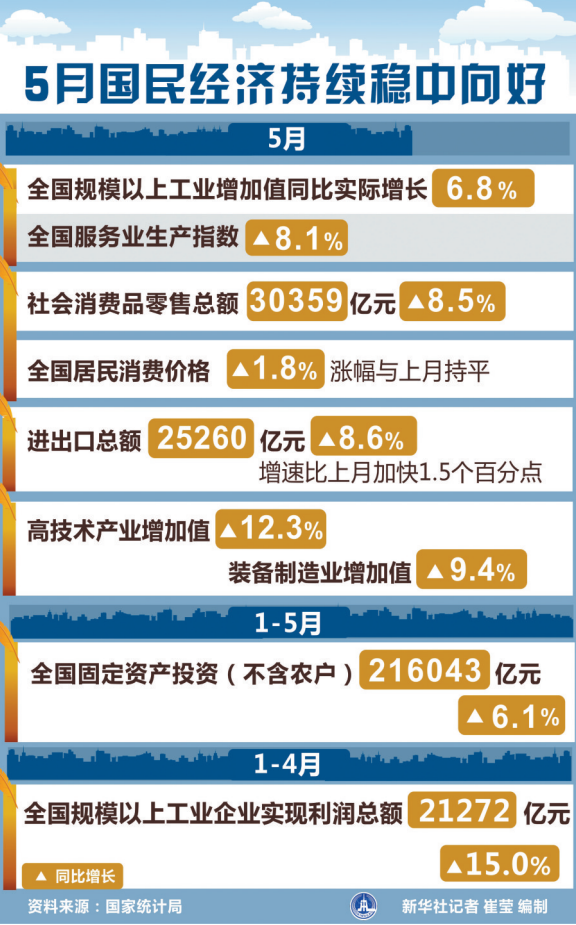 5月国民经济持续稳中向好
5月
全国规模以上工业增加值同比实际增长 6.8%
全国服务业生产指数 ▲8.1%
社会消费品零售总额 30359 亿元 ▲8.5%
全国居民消费价格 ▲1.8% 涨幅与上月持平
进出口总额 25260 亿元 ▲8.6%
增速比上月加快1.5个百分点
高技术产业增加值 ▲12.3%
装备制造业增加值 ▲9.4%
1-5月
全国固定资产投资（不含农户）216043 亿元
▲6.1%
1-4月
全国规模以上工业企业实现利润总额 21272 亿元
▲15.0%
▲ 同比增长
资料来源：国家统计局 新华社记者 崔莹 编制